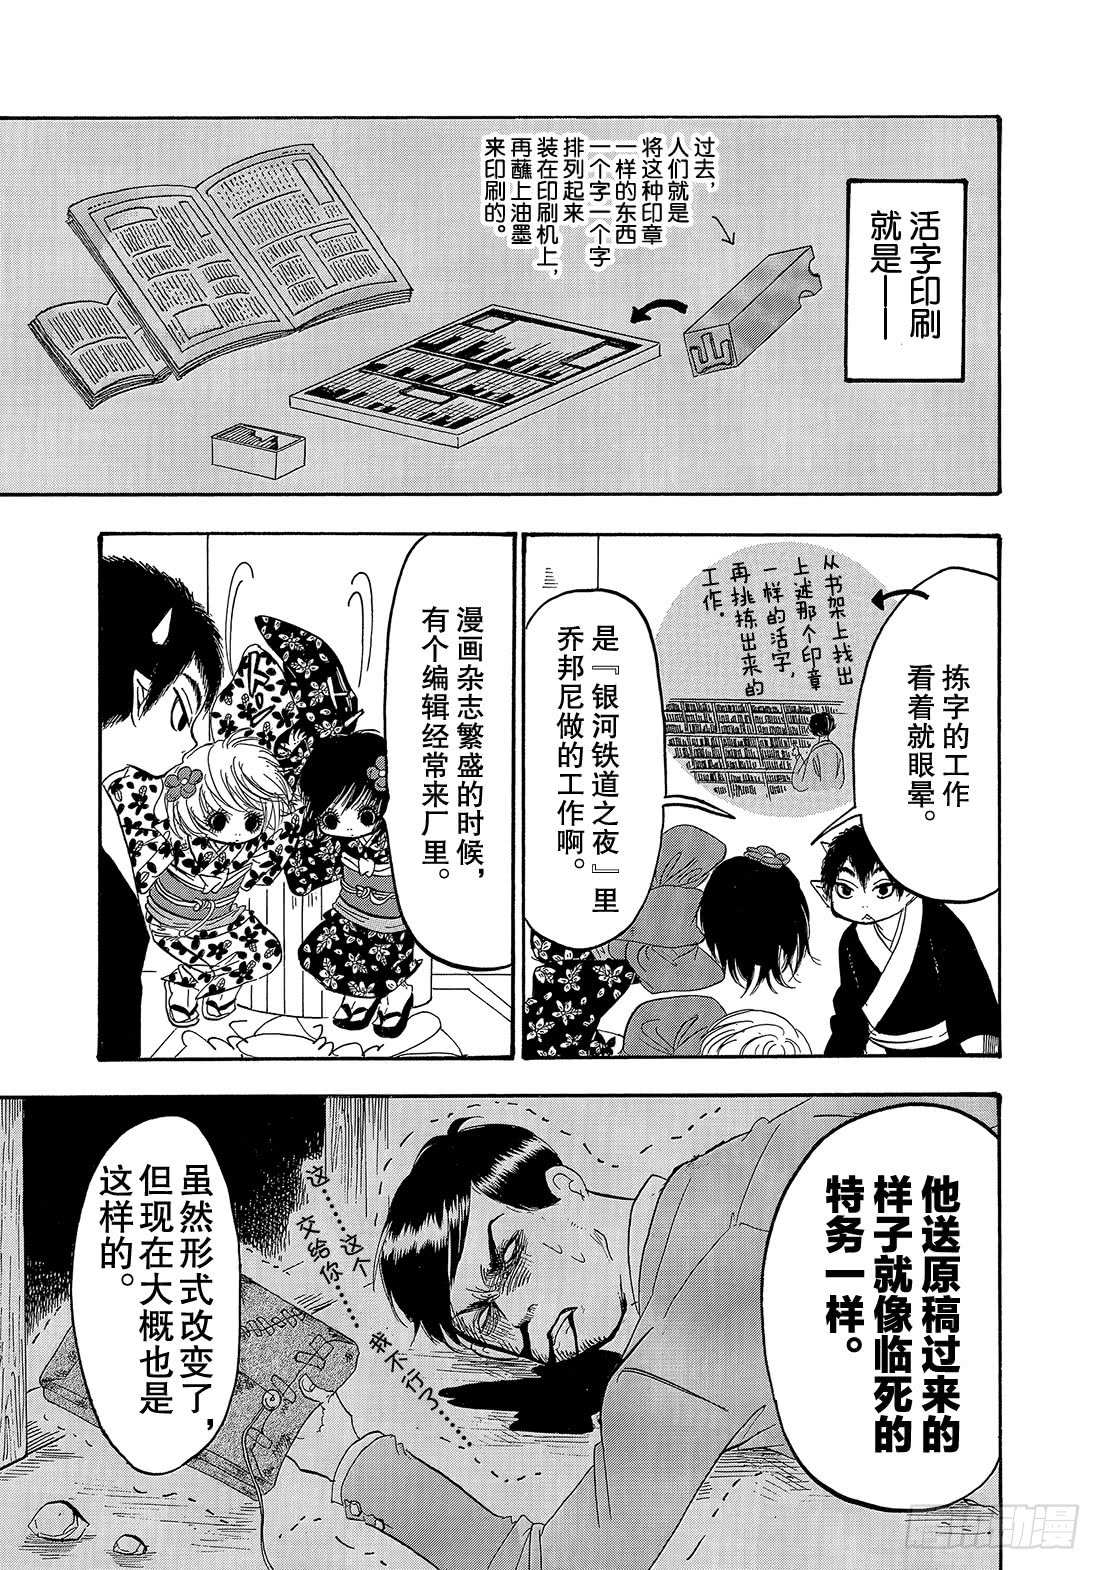 活字印刷
就是——
过去，
人们就是
将这种印章
一样的东西
一个字一个字
排列起来
装在印刷机上，
再蘸上油墨
来印刷的。
山
拣字的工作
看着就眼晕。
从书架上找出
上述那个印章
一样的活字，
再挑拣出来的
工作．
是『银河铁道之夜』里
乔邦尼做的工作啊。
漫画杂志繁盛的时候，
有个编辑经常来厂里。
他送原稿过来的
样子就像临死的
特务一样。
这……这个
交给你……
我不行了……
虽然形式改变了，
但现在大概也是
这样的。
腾讯动漫